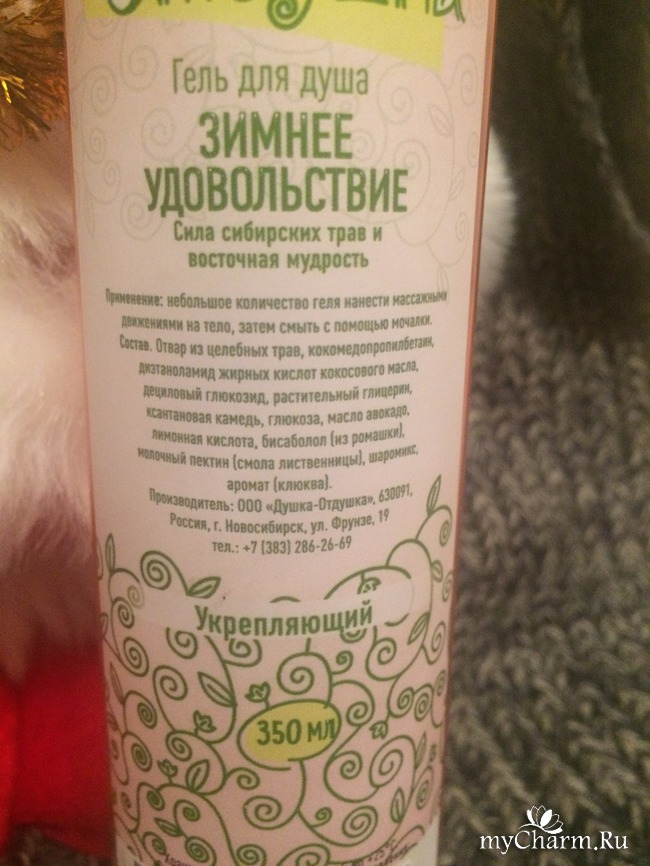 Гель для душа
ЗИМНЕЕ
УДОВОЛЬСТВИЕ
Сила сибирских трав и
восточная мудрость
Применение: небольшое количество геля нанести массажными
движениями на тело, затем смыть с помощью мочалки.
Состав. Отвар из целебных трав, кокомедопропилбетаин,
диэтаноламид жирных кислот кокосового масла,
дециловый глюкозид, растительный глицерин,
ксантановая камедь, глюкоза, масло авокадо,
лимонная кислота, бисаболол (из ромашки),
молочный пектин (смола лиственницы), шаромикс,
аромат (клюква).
Производитель: ООО «Душка-Отдушка», 630091,
Россия, г. Новосибирск, ул. Фрунзе, 19
тел.: +7 (383) 286-26-69
Укрепляющий
350 мл
myCharm.Ru